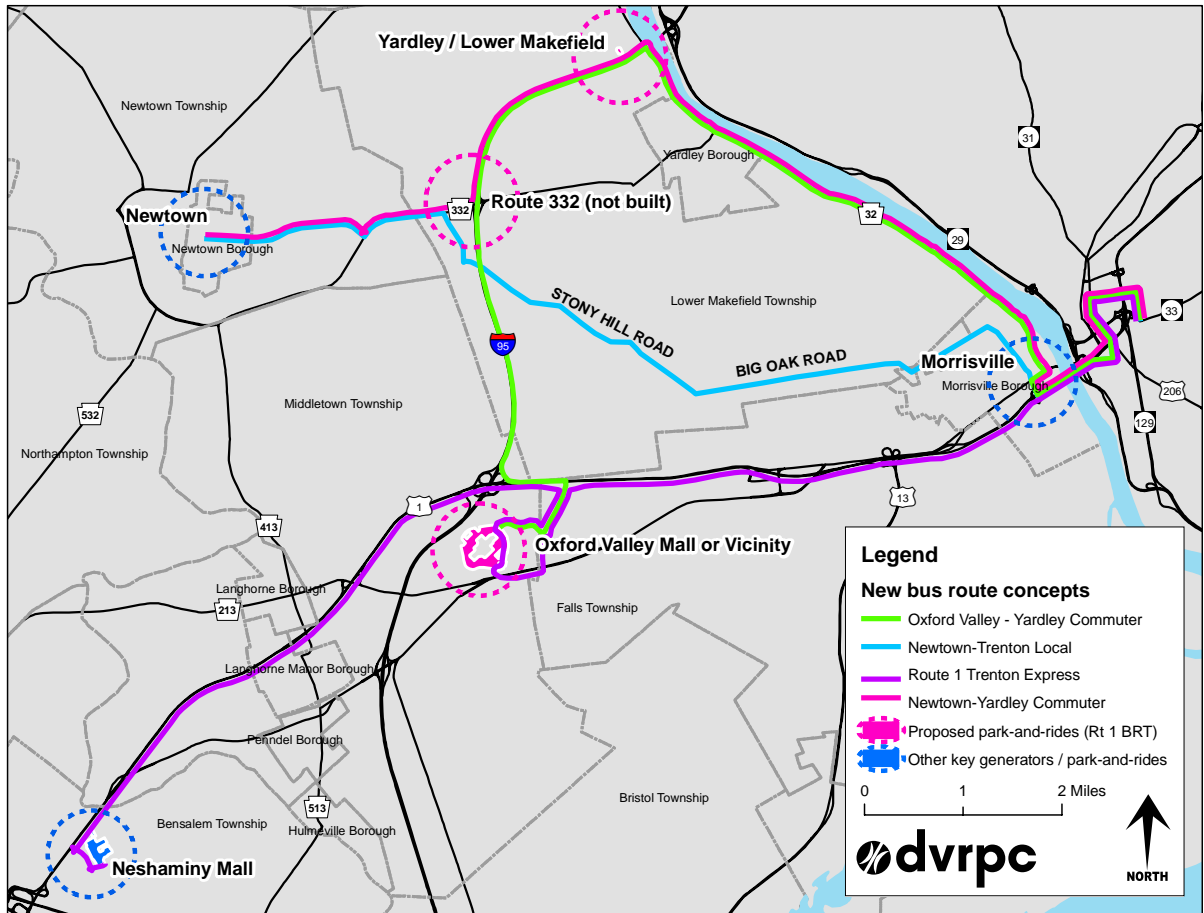 Yardley / Lower Makefield
Newtown Township
31
Yardley Borough
Newtown
332
Route 332 (not built)
32
29
Newtown Borough
Lower Makefield Township
STONY HILL ROAD
33
95
BIG OAK ROAD
Morrisville
Morrisville Borough
206
Middletown Township
532
129
Northampton Township
1
13
413
Oxford Valley Mall or Vicinity
Langhorne Borough
213
Falls Township
Langhorne Manor Borough
Penndel Borough
513
Bristol Township
Bensalem Township
Hulmeville Borough
Neshaminy Mall
Legend
New bus route concepts
Oxford Valley - Yardley Commuter
Newtown-Trenton Local
Route 1 Trenton Express
Newtown-Yardley Commuter
Proposed park-and-rides (Rt 1 BRT)
Other key generators / park-and-rides
0 1 2 Miles
dvrpc
NORTH